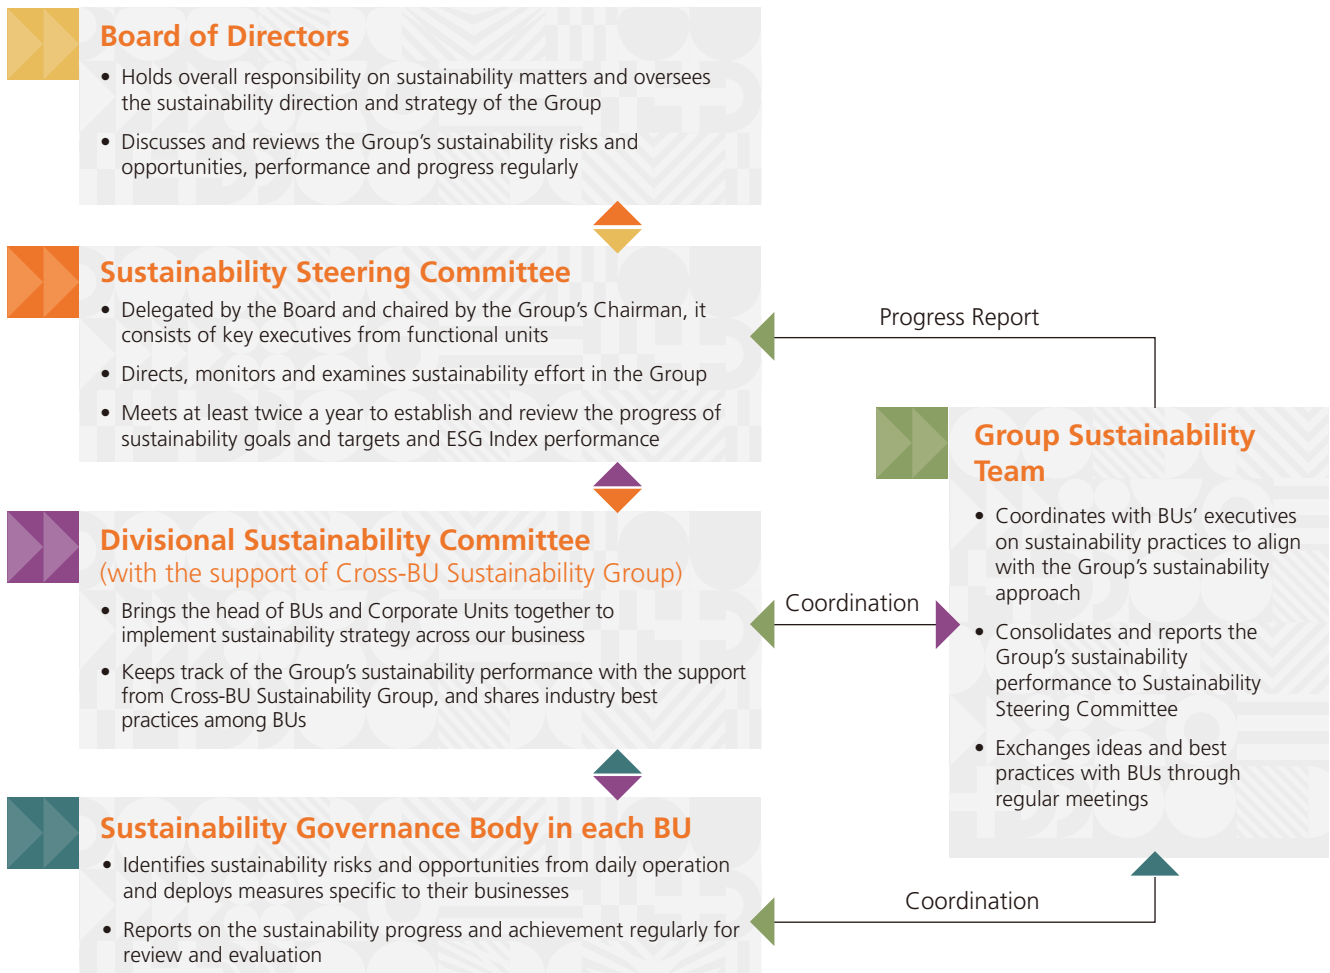 Board of Directors
• Holds overall responsibility on sustainability matters and oversees
the sustainability direction and strategy of the Group
• Discusses and reviews the Group’s sustainability risks and
opportunities, performance and progress regularly
Sustainability Steering Committee
• Delegated by the Board and chaired by the Group’s Chairman, it
consists of key executives from functional units
• Directs, monitors and examines sustainability effort in the Group
• Meets at least twice a year to establish and review the progress of
sustainability goals and targets and ESG Index performance
Progress Report
Divisional Sustainability Committee
(with the support of Cross-BU Sustainability Group)
• Brings the head of BUs and Corporate Units together to
implement sustainability strategy across our business
• Keeps track of the Group’s sustainability performance with the support
from Cross-BU Sustainability Group, and shares industry best
practices among BUs
Coordination
Group Sustainability
Team
• Coordinates with BUs’ executives
on sustainability practices to align
with the Group’s sustainability
approach
• Consolidates and reports the
Group’s sustainability
performance to Sustainability
Steering Committee
• Exchanges ideas and best
practices with BUs through
regular meetings
Sustainability Governance Body in each BU
• Identifies sustainability risks and opportunities from daily operation
and deploys measures specific to their businesses
• Reports on the sustainability progress and achievement regularly for
review and evaluation
Coordination